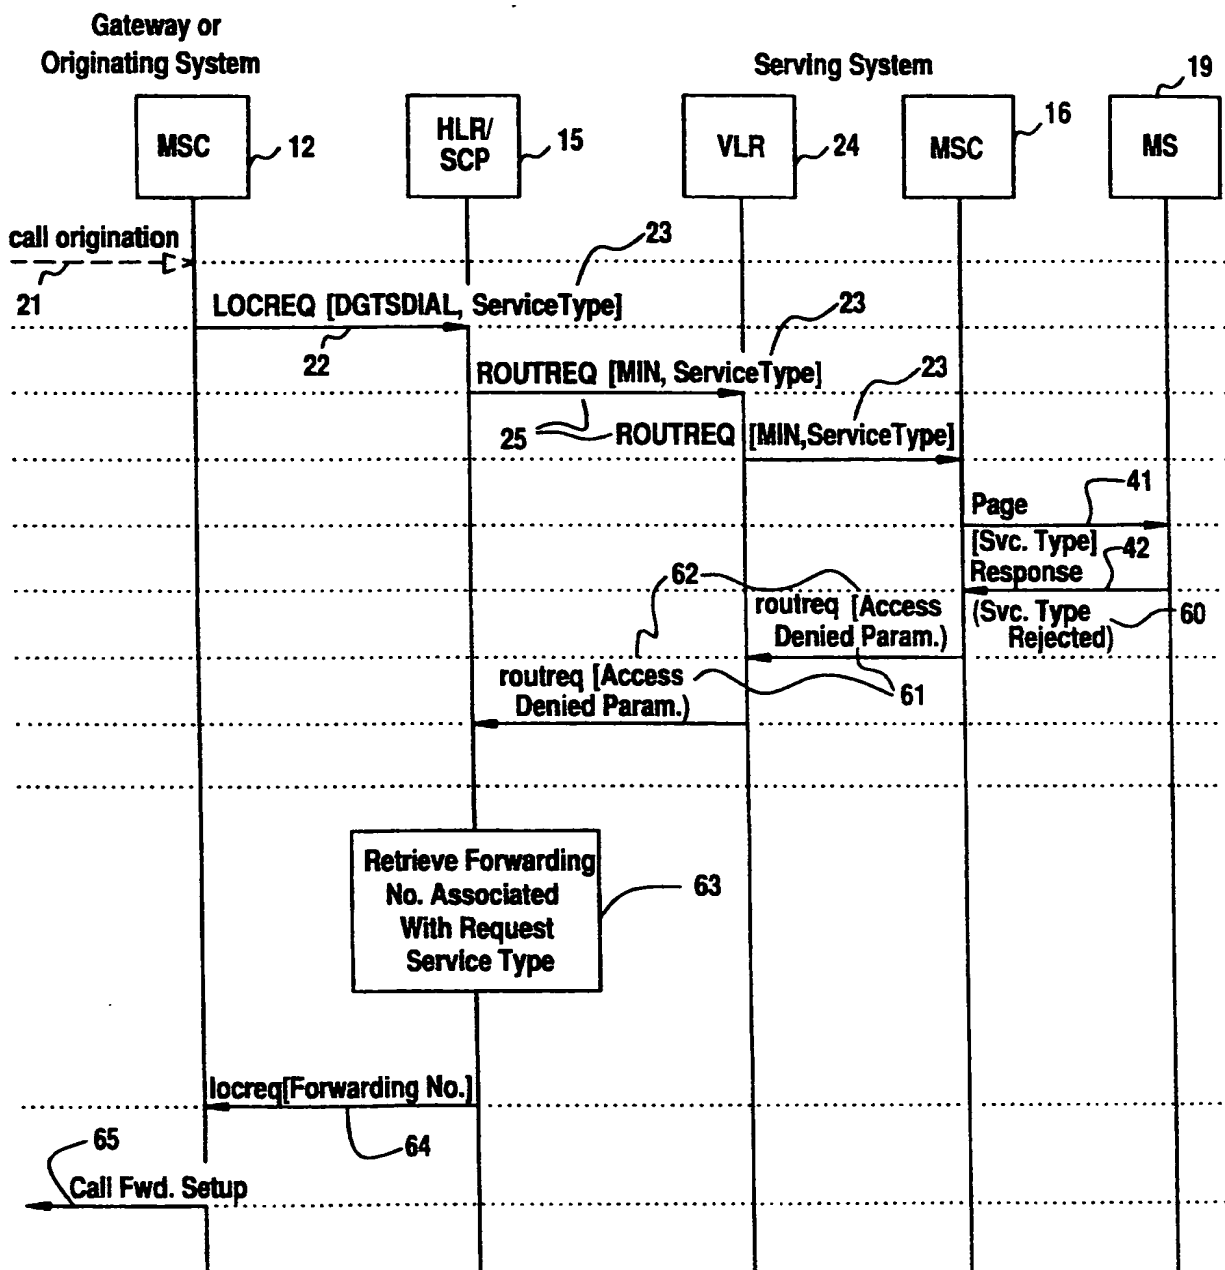 Gateway or
Originating System
Serving System
19
MSC
12
HLR/
SCP
15
VLR
24
MSC
16
MS
call origination
21
23
LOCREQ [DGTSDIAL, ServiceType]
22
23
ROUTREQ [MIN, ServiceType]
23
25
ROUTREQ [MIN,ServiceType]
41
Page
[Svc. Type]
42
Response
62
routreq [Access
Denied Param.)
(Svc. Type
Rejected)
60
routreq [Access
Denied Param.)
61
Retrieve Forwarding
No. Associated
With Request
Service Type
63
locreq[Forwarding No.]
64
65
Call Fwd. Setup